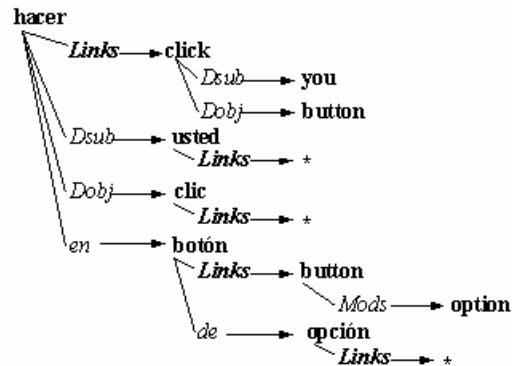 hacer
Links click
Dsub you
Dobj button
Dsub usted
Links *
Dobj clic
Links *
en botón
Links button
Mods option
de opción
Links *